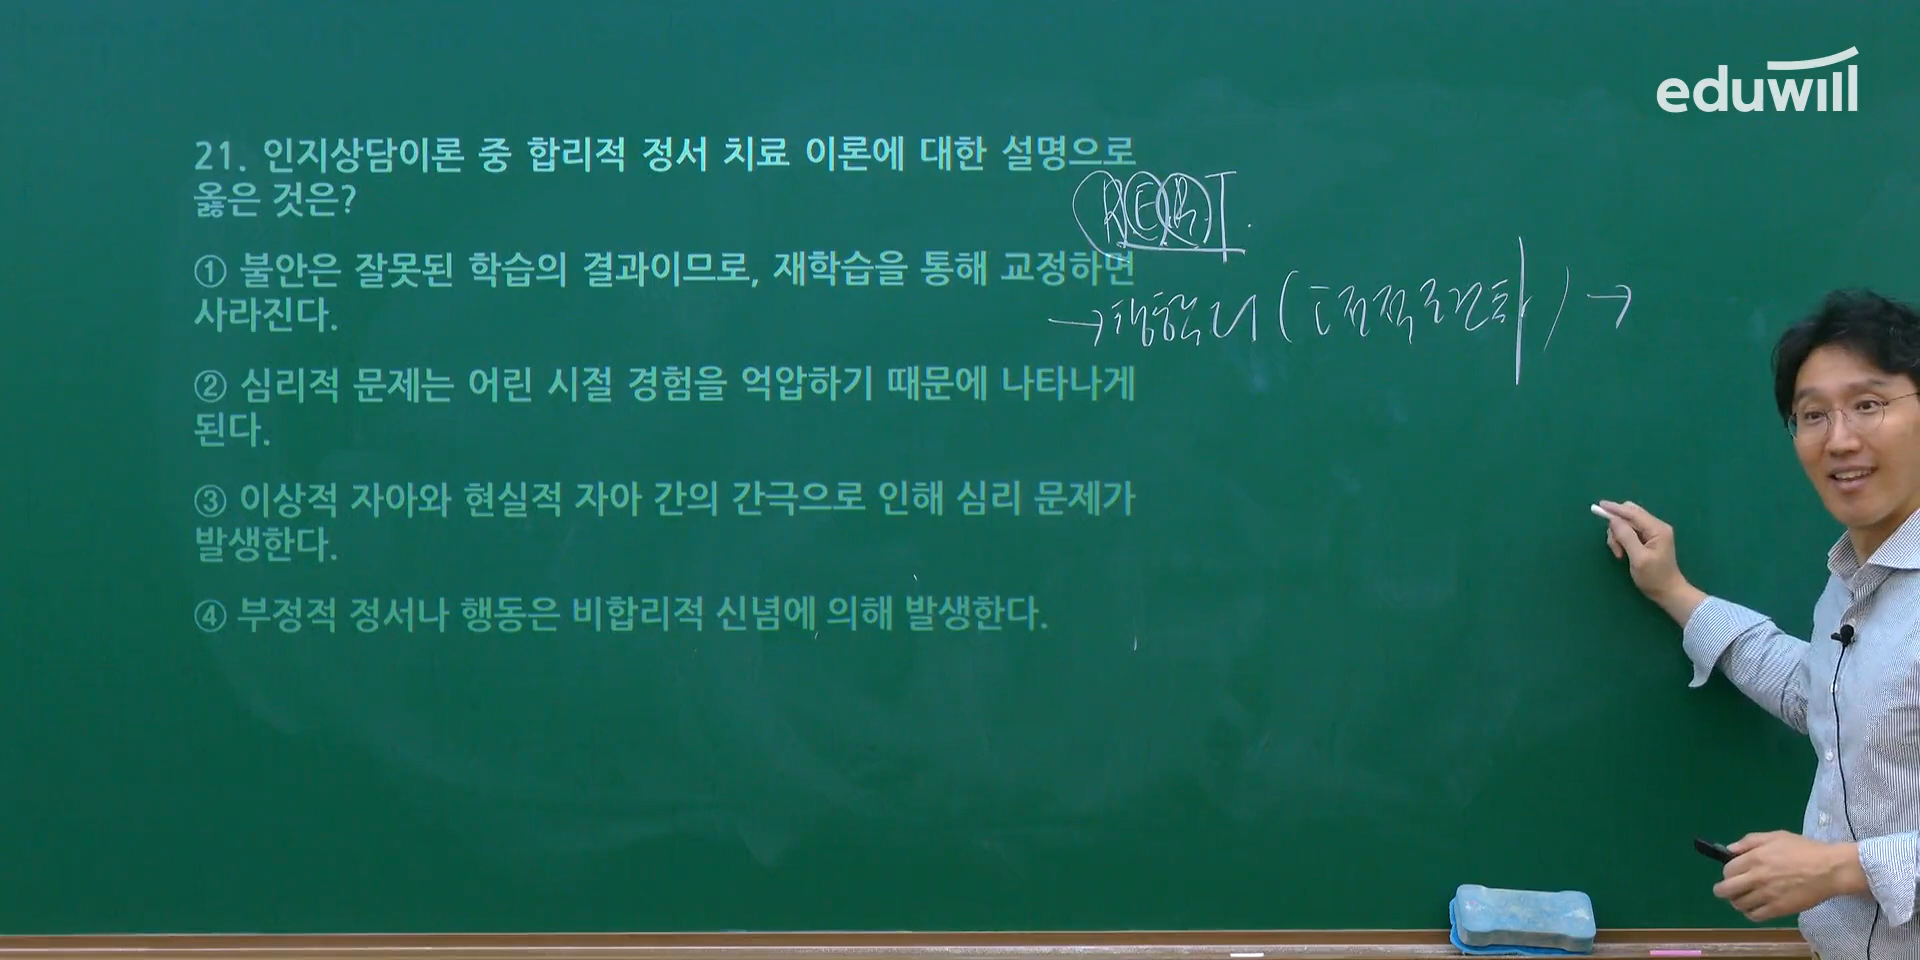 eduwill
21. 인지상담이론 중 합리적 정서 치료 이론에 대한 설명으로
옳은 것은?
REBT.
① 불안은 잘못된 학습의 결과이므로, 재학습을 통해 교정하면
사라진다.
② 심리적 문제는 어린 시절 경험을 억압하기 때문에 나타나게
된다.
③ 이상적 자아와 현실적 자아 간의 간극으로 인해 심리 문제가
발생한다.
④ 부정적 정서나 행동은 비합리적 신념에 의해 발생한다.